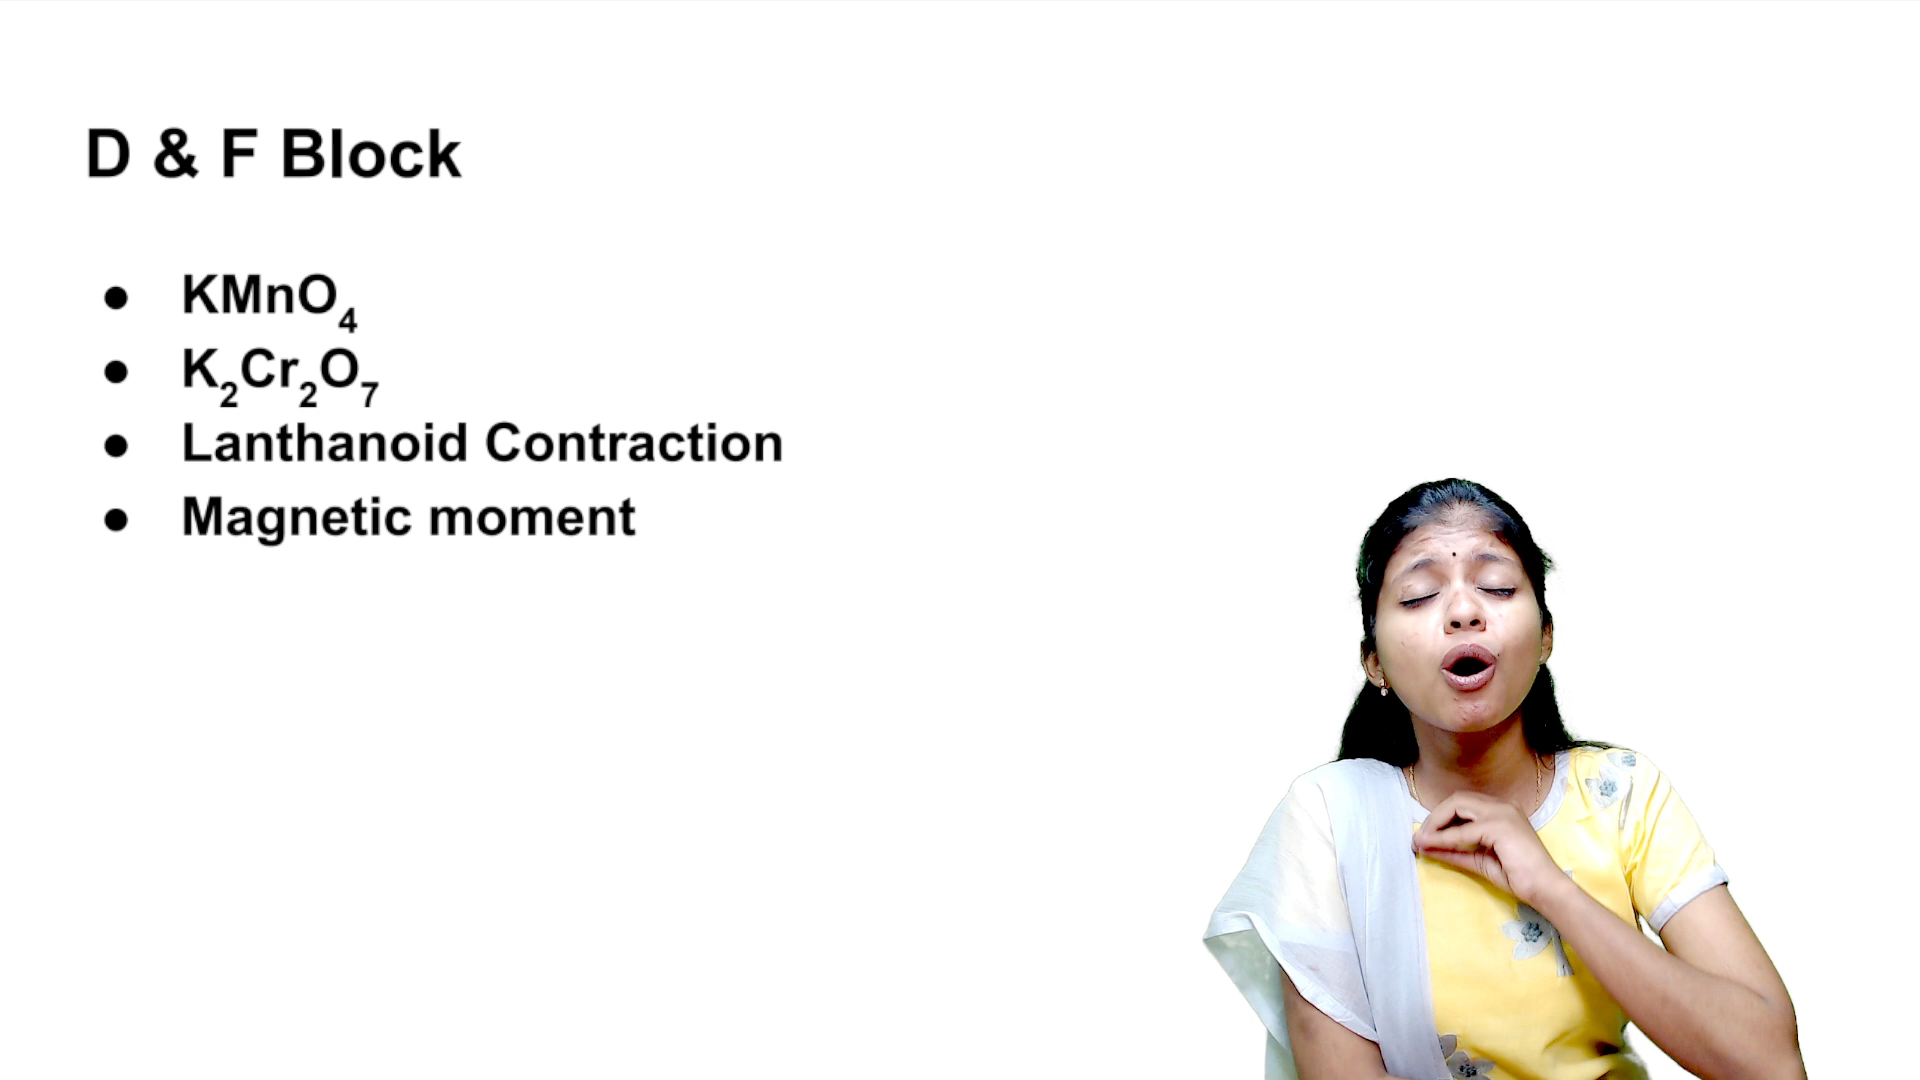 D & F Block
● KMnO₄
● K₂Cr₂O₇
● Lanthanoid Contraction
● Magnetic moment